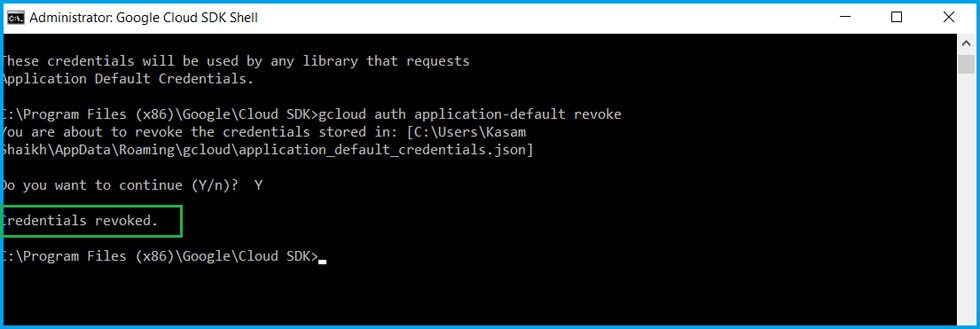 Administrator: Google Cloud SDK Shell
These credentials will be used by any library that requests
Application Default Credentials.
C:\Program Files (x86)\Google\Cloud SDK>gcloud auth application-default revoke
You are about to revoke the credentials stored in: [C:\Users\Kasam
Shaikh\AppData\Roaming\gcloud\application_default_credentials.json]
Do you want to continue (Y/n)?  Y
Credentials revoked.
C:\Program Files (x86)\Google\Cloud SDK>